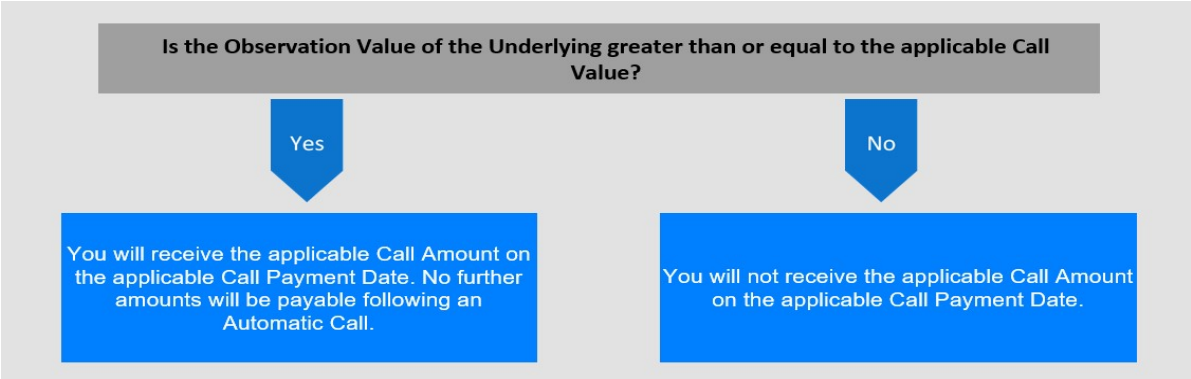 Is the Observation Value of the Underlying greater than or equal to the applicable Call
Value?
Yes
No
You will receive the applicable Call Amount on
the applicable Call Payment Date. No further
amounts will be payable following an
Automatic Call.
You will not receive the applicable Call Amount
on the applicable Call Payment Date.